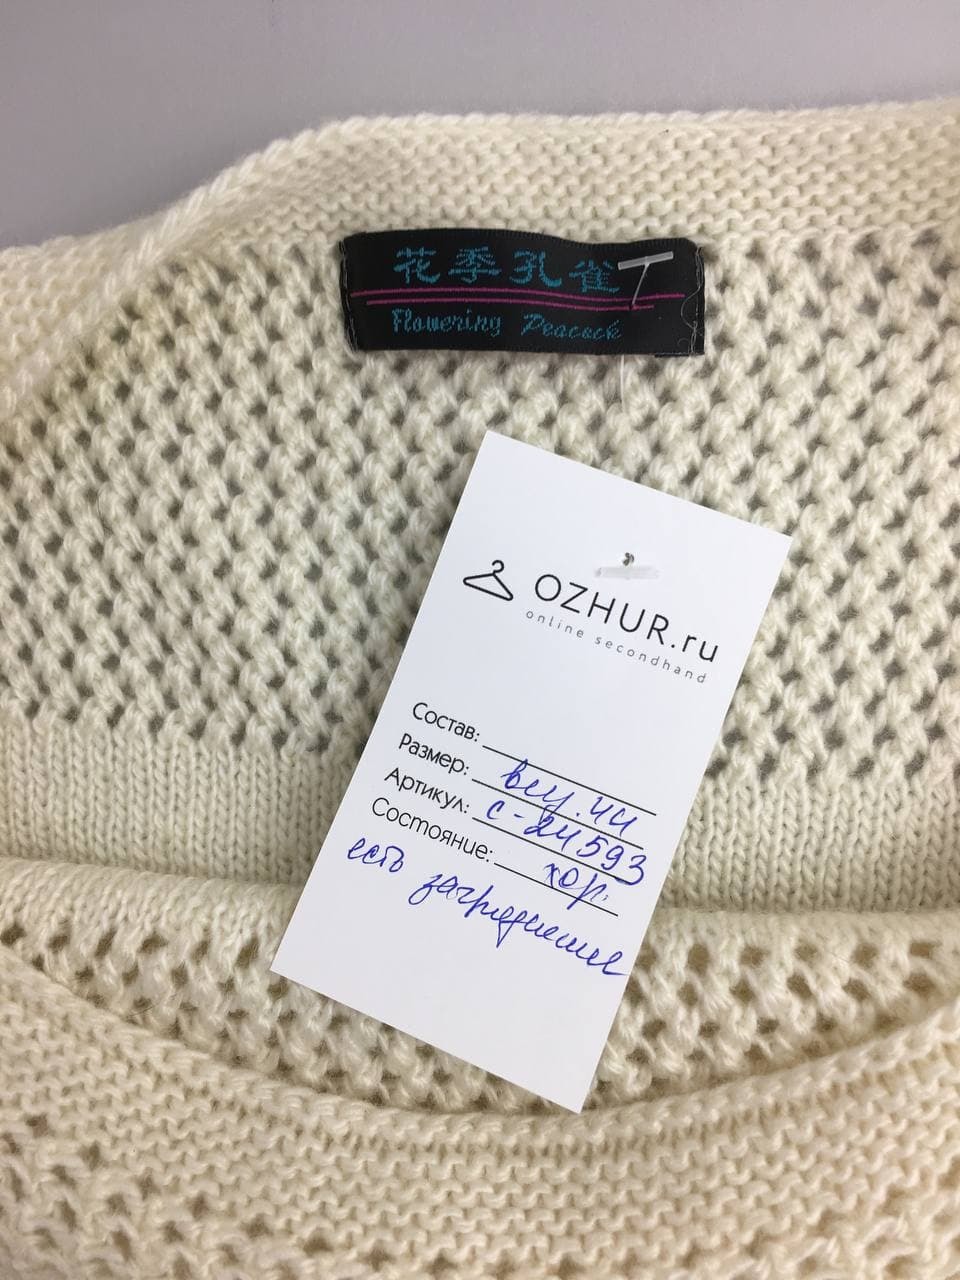 花季孔雀
Flowering Peacock
OZHUR.ru
online secondhand
Состав:
Размер: виз. 44
Артикул: С-24593
Состояние: хор.
есть загрязнение